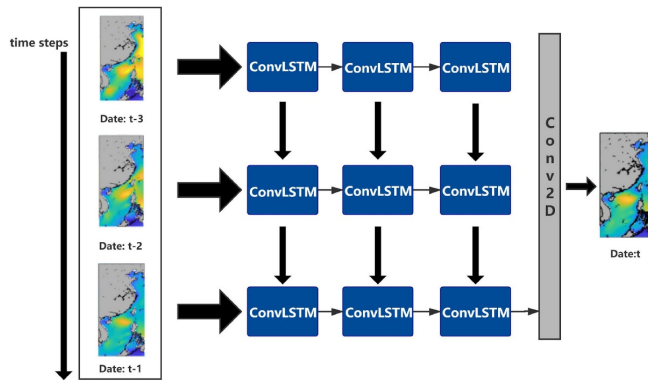 time steps
Date: t-3
ConvLSTM
ConvLSTM
ConvLSTM
Date: t-2
ConvLSTM
ConvLSTM
ConvLSTM
Date: t-1
ConvLSTM
ConvLSTM
ConvLSTM
Conv2D
Date:t